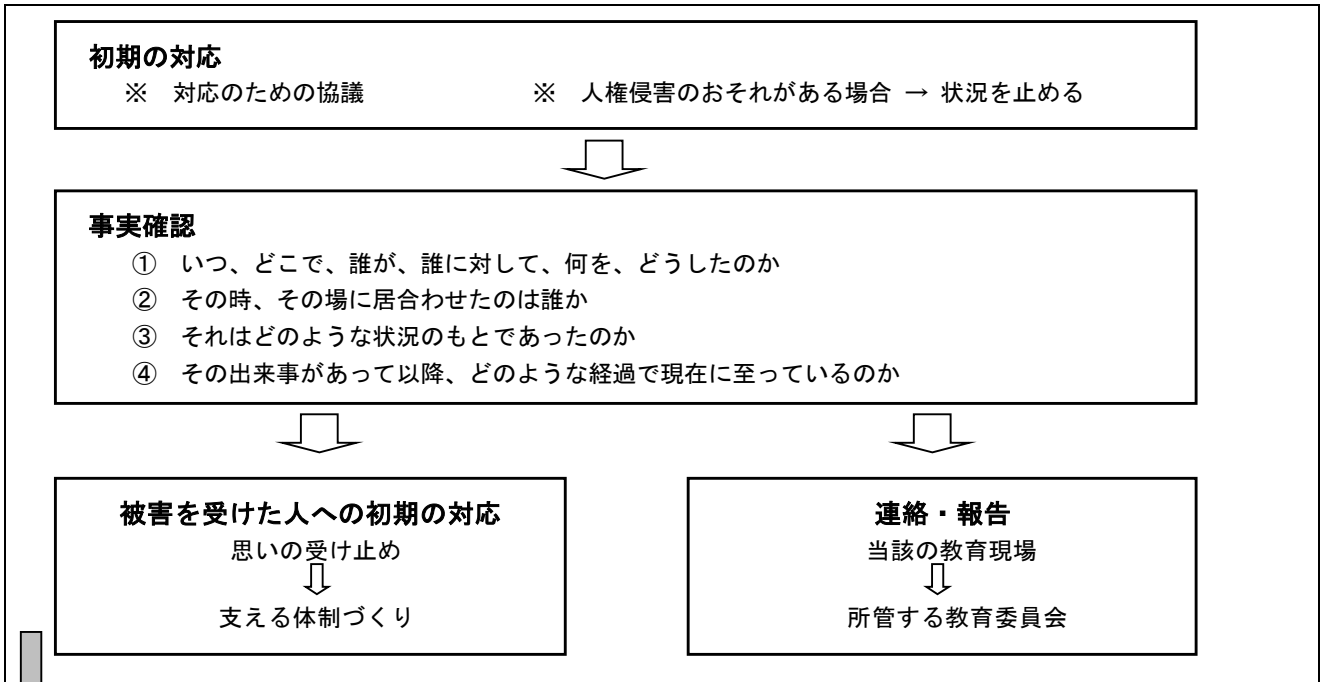 初期の対応
※ 対応のための協議 ※ 人権侵害のおそれがある場合 → 状況を止める
事実確認
① いつ、どこで、誰が、誰に対して、何を、どうしたのか
② その時、その場に居合わせたのは誰か
③ それはどのような状況のもとであったのか
④ その出来事があって以降、どのような経過で現在に至っているのか
被害を受けた人への初期の対応
思いの受け止め
支える体制づくり
連絡・報告
当該の教育現場
所管する教育委員会